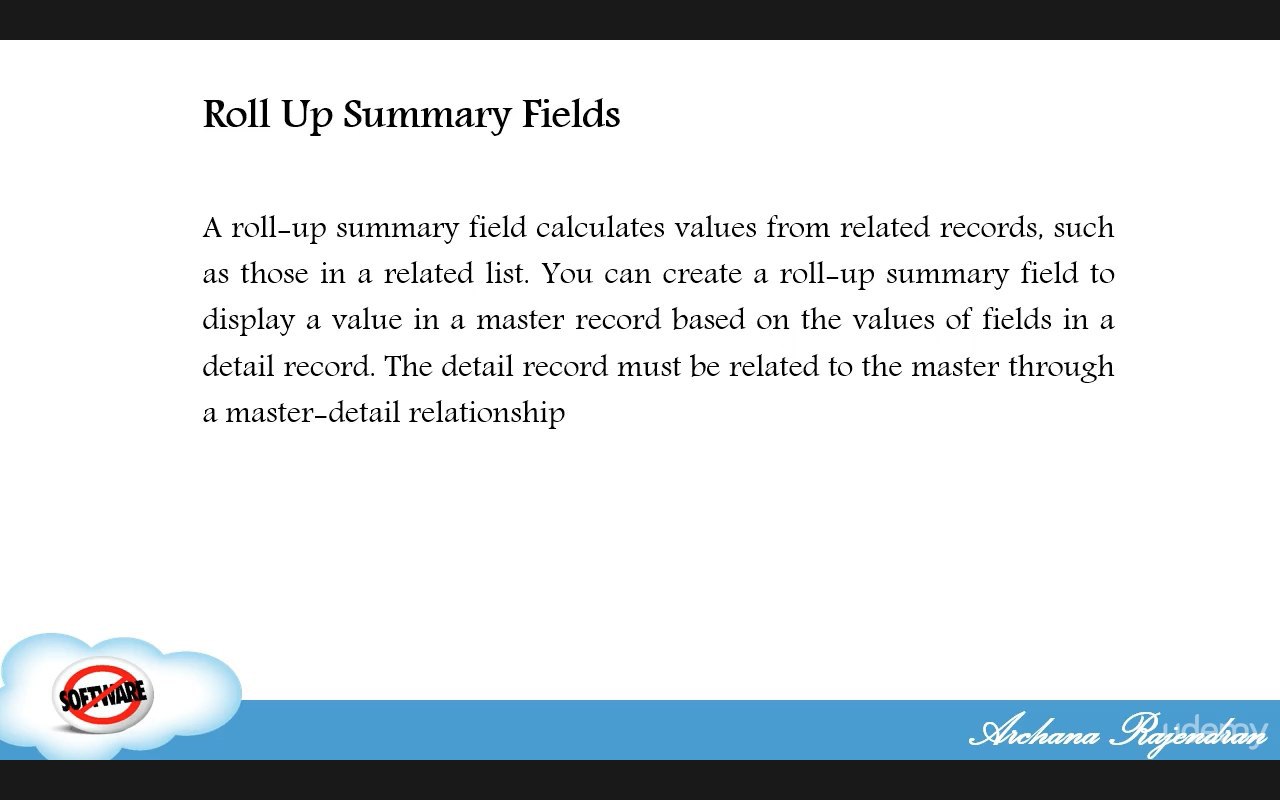 Roll Up Summary Fields
A roll-up summary field calculates values from related records, such
as those in a related list. You can create a roll-up summary field to
display a value in a master record based on the values of fields in a
detail record. The detail record must be related to the master through
a master-detail relationship
SOFTWARE
Archana Rajendran
udemy